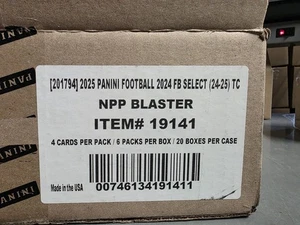 [201794] 2025 PANINI FOOTBALL 2024 FB SELECT (24-25) TC
NPP BLASTER
ITEM# 19141
4 CARDS PER PACK / 6 PACKS PER BOX / 20 BOXES PER CASE
Made in the USA
00746134191411
PANINI